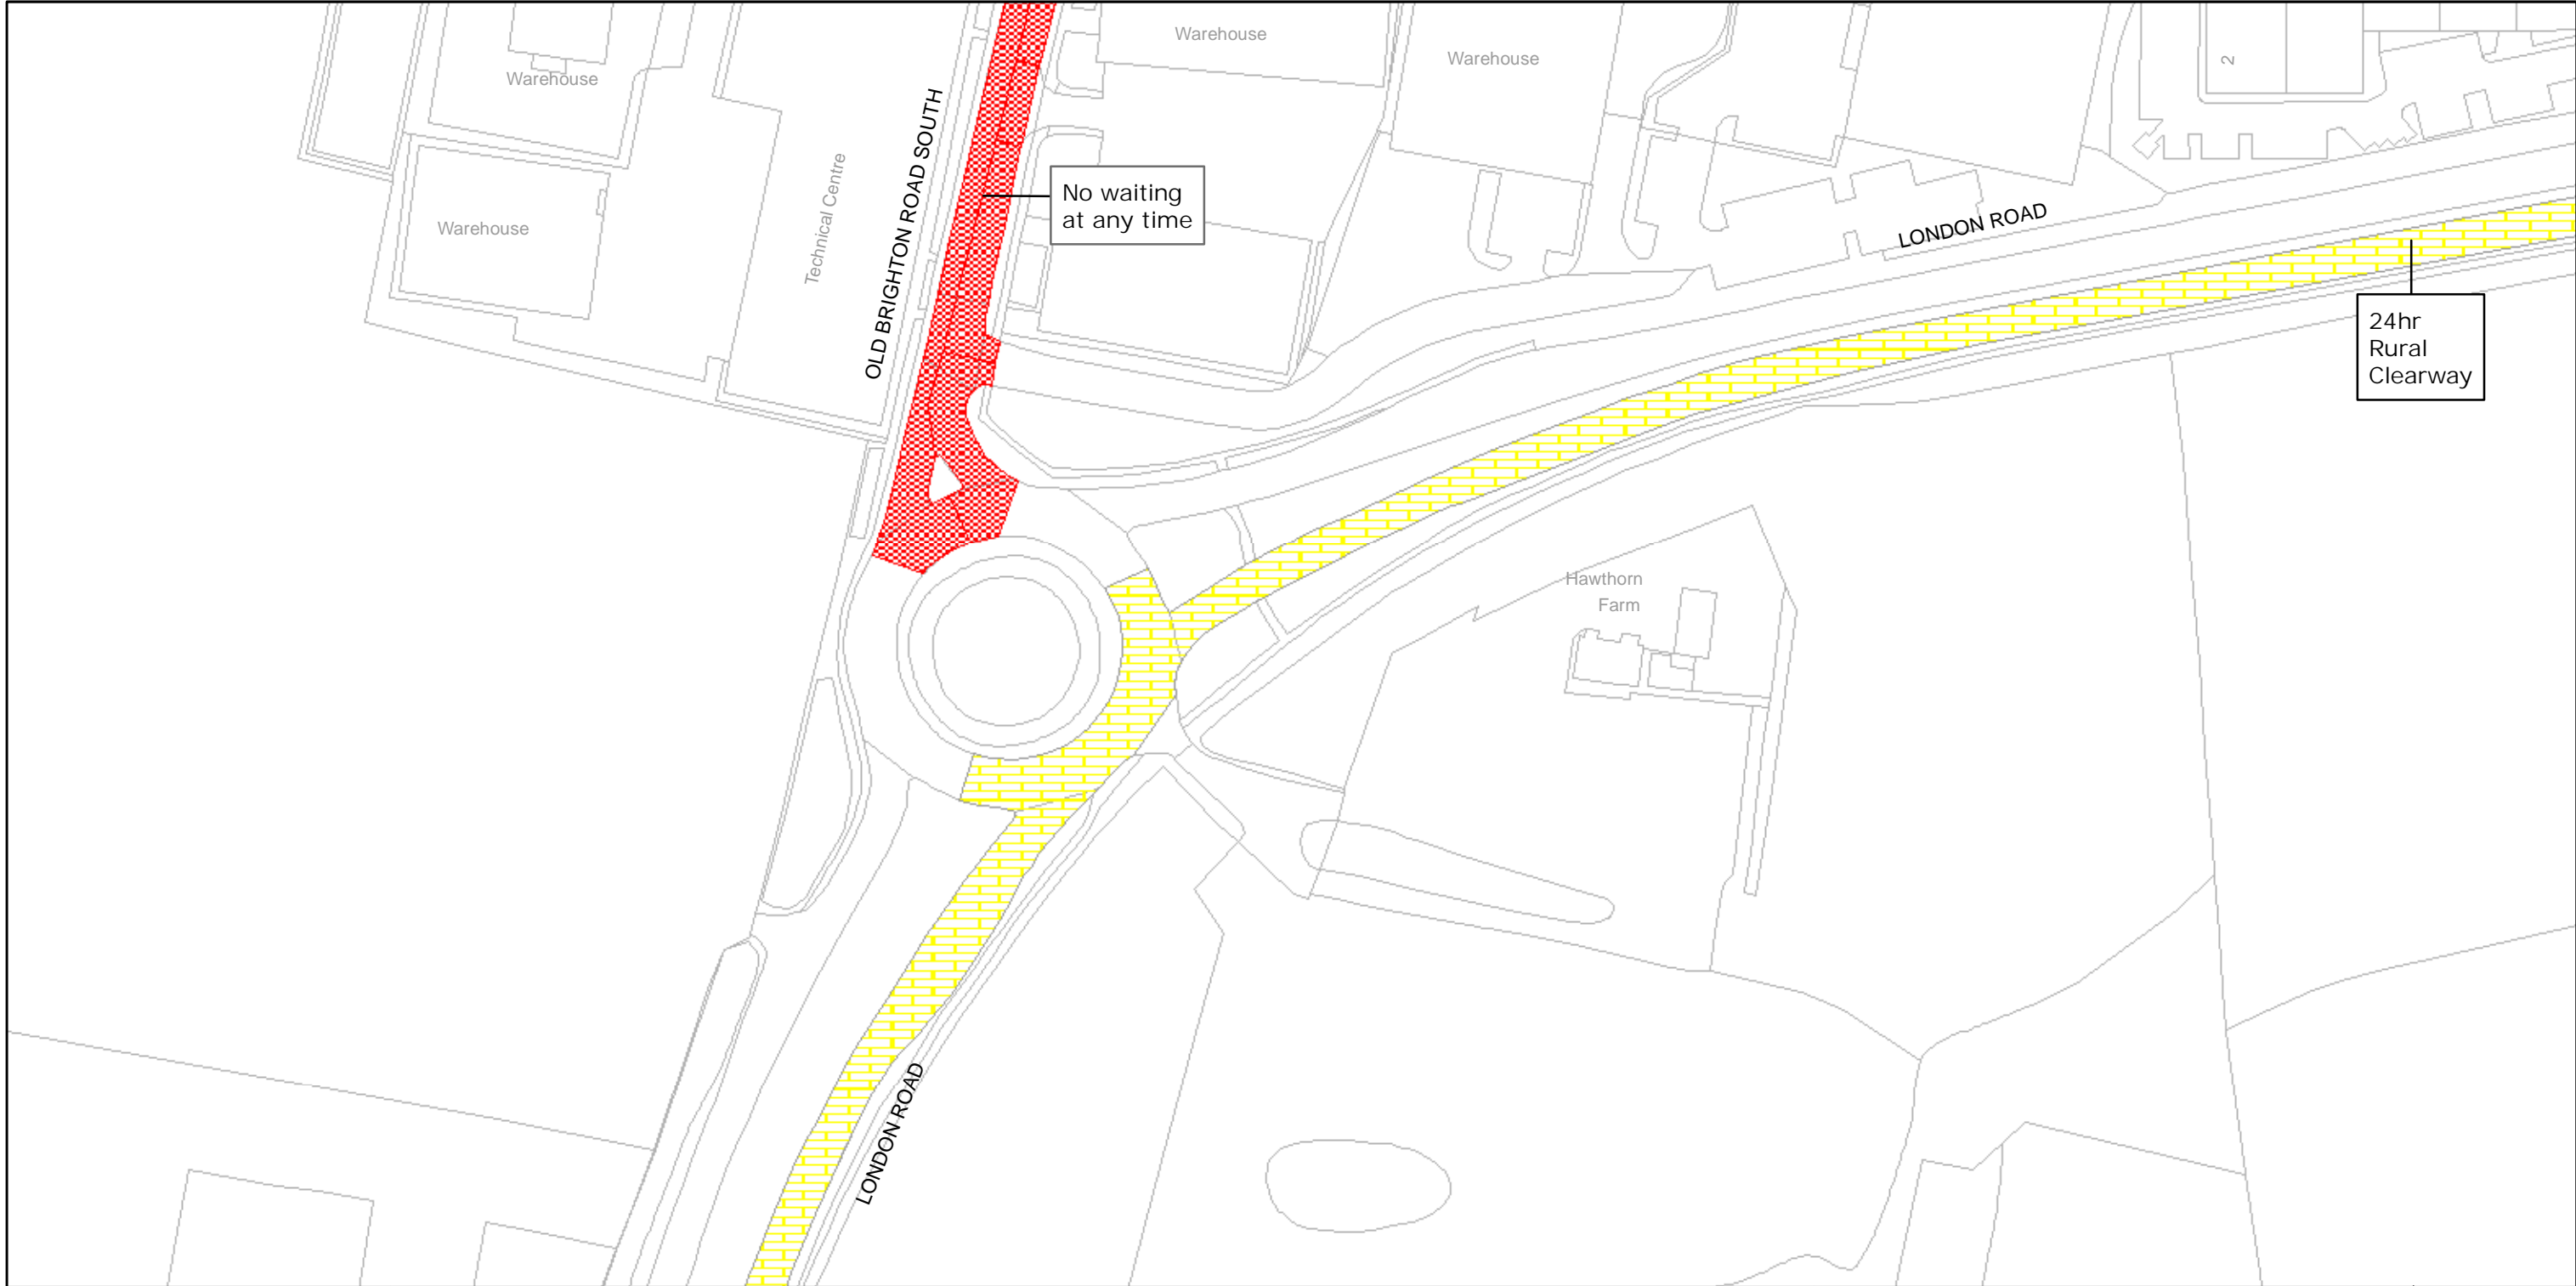 Warehouse
Warehouse
2
Warehouse
OLD BRIGHTON ROAD SOUTH
Technical Centre
No waiting
at any time
Warehouse
LONDON ROAD
24hr
Rural
Clearway
Hawthorn
Farm
LONDON ROAD